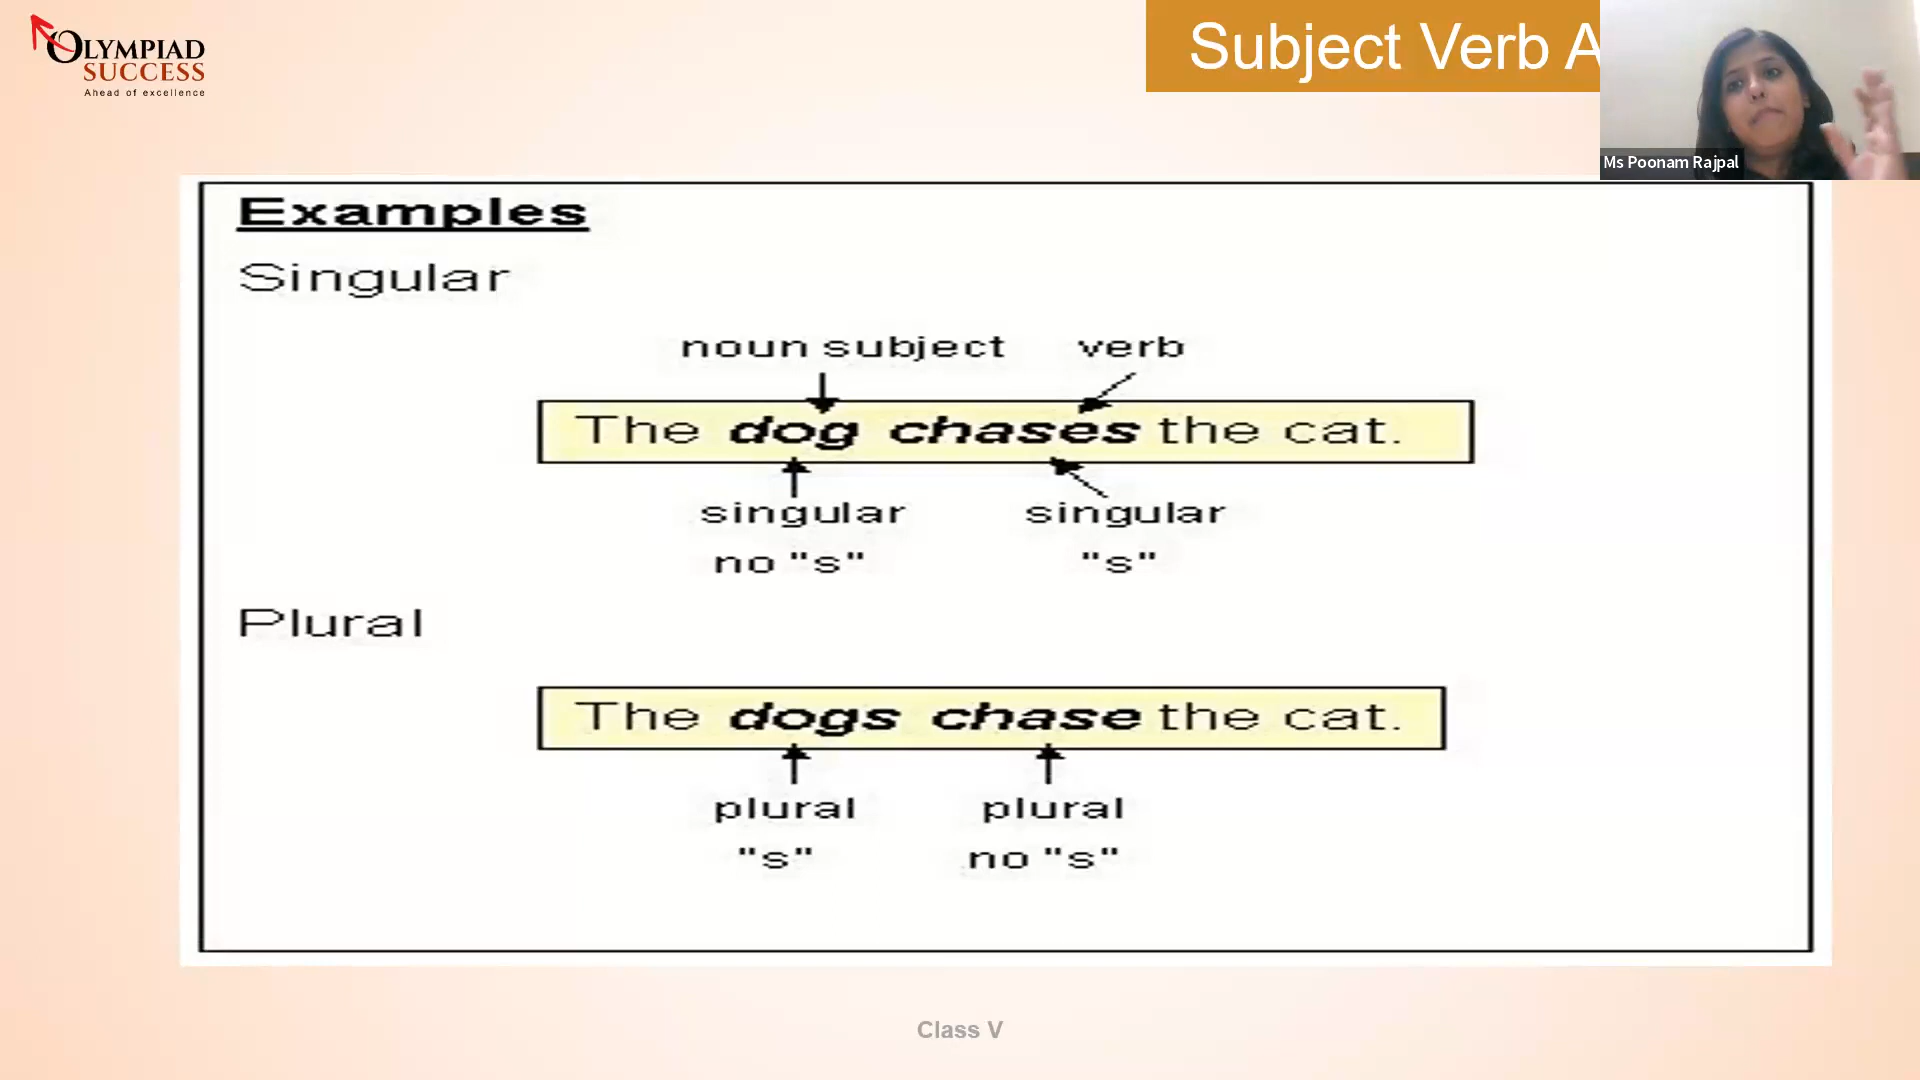 OLYMPIAD
SUCCESS
Ahead of excellence
Subject Verb A
Ms Poonam Rajpal
Examples
Singular
noun subject verb
The dog chases the cat.
singular singular
no "s" "s"
Plural
The dogs chase the cat.
plural plural
"s" no "s"
Class V